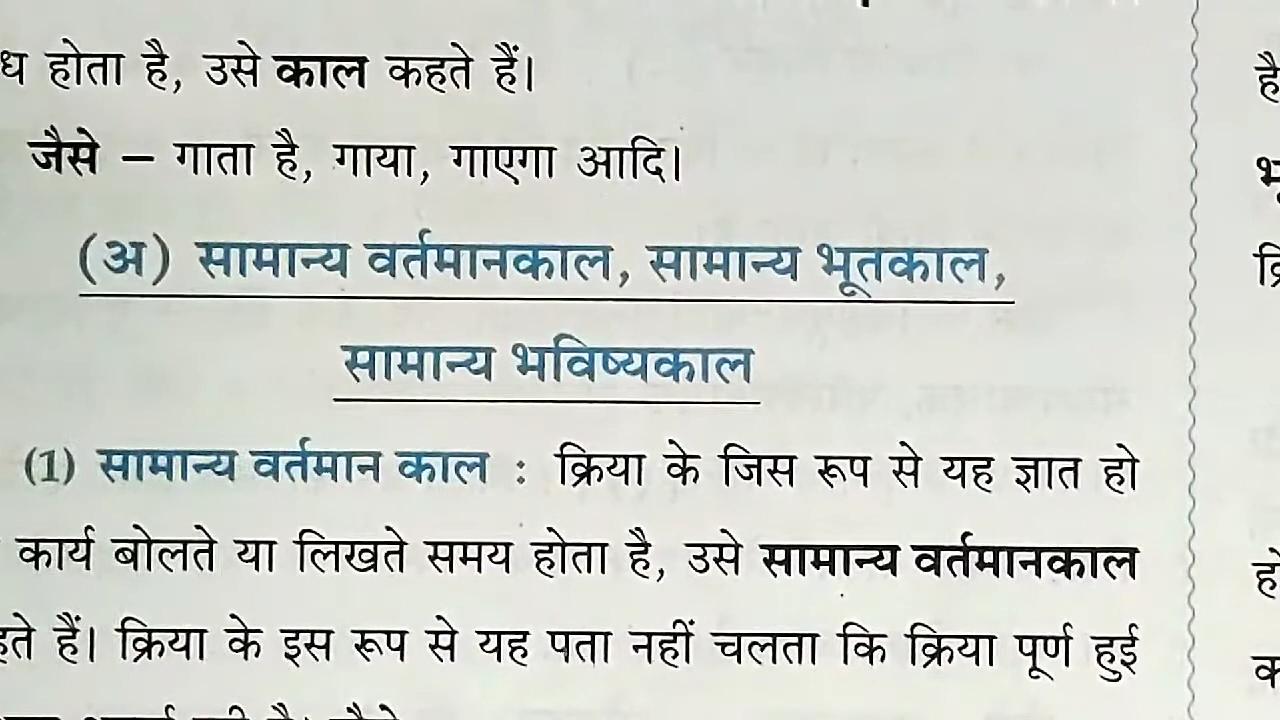 होता है, उसे काल कहते हैं।
जैसे – गाता है, गाया, गाएगा आदि।
(अ) सामान्य वर्तमानकाल, सामान्य भूतकाल,
सामान्य भविष्यकाल
(1) सामान्य वर्तमान काल : क्रिया के जिस रूप से यह ज्ञात हो
कार्य बोलते या लिखते समय होता है, उसे सामान्य वर्तमानकाल
हैं। क्रिया के इस रूप से यह पता नहीं चलता कि क्रिया पूर्ण हुई